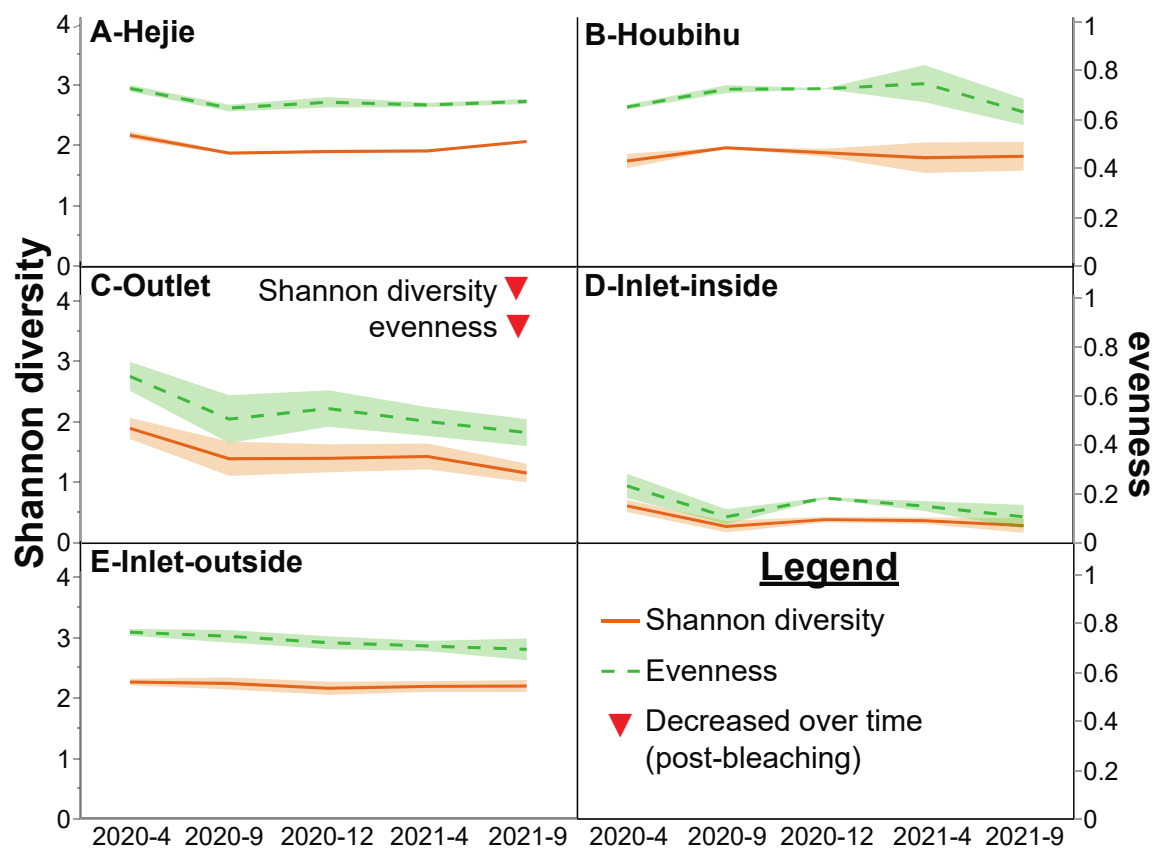 A-Hejie
B-Houbihu
4
3
2
1
0
1
0.8
0.6
0.4
0.2
0
C-Outlet
Shannon diversity
evenness
D-Inlet-inside
4
3
2
1
0
1
0.8
0.6
0.4
0.2
0
Shannon diversity
evenness
E-Inlet-outside
4
3
2
1
0
Legend
Shannon diversity
Evenness
Decreased over time
(post-bleaching)
1
0.8
0.6
0.4
0.2
0
2020-4 2020-9 2020-12 2021-4 2021-9
2020-4 2020-9 2020-12 2021-4 2021-9